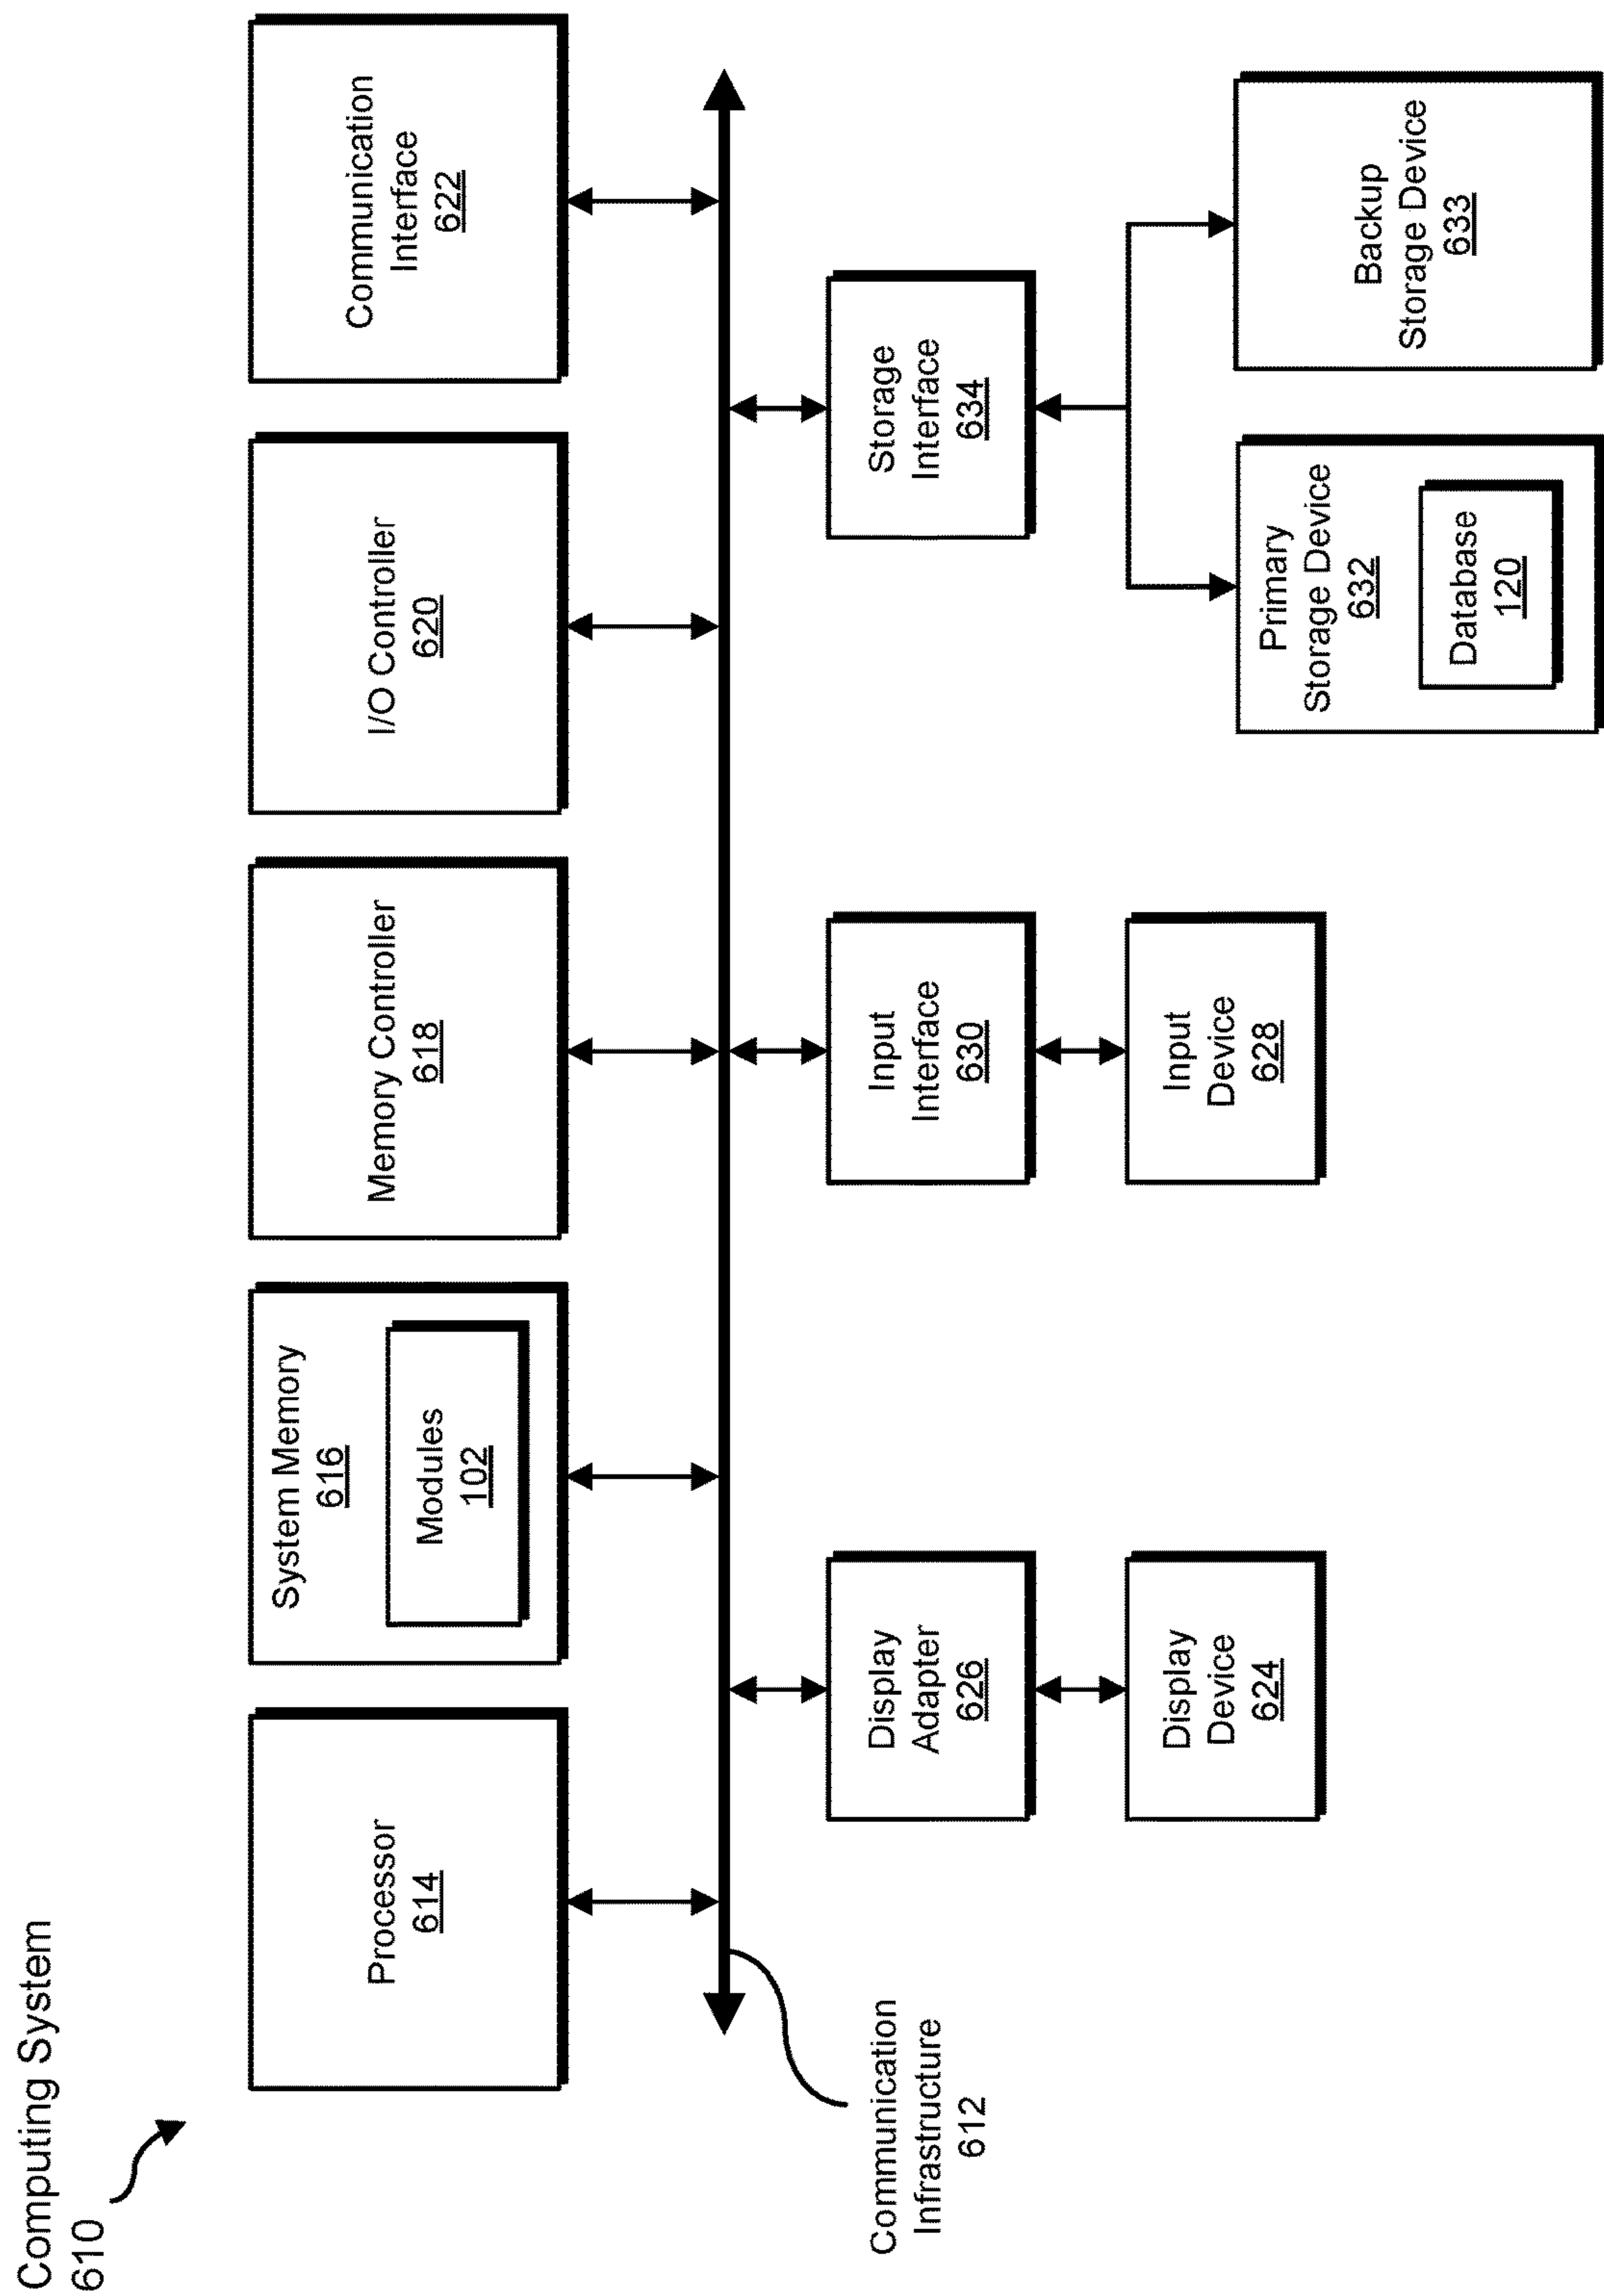 Computing System
610
Processor
614
System Memory
616
Modules
102
Memory Controller
618
I/O Controller
620
Communication
Interface
622
Communication
Infrastructure
612
Display
Adapter
626
Input
Interface
630
Storage
Interface
634
Display
Device
624
Input
Device
628
Primary
Storage Device
632
Database
120
Backup
Storage Device
633